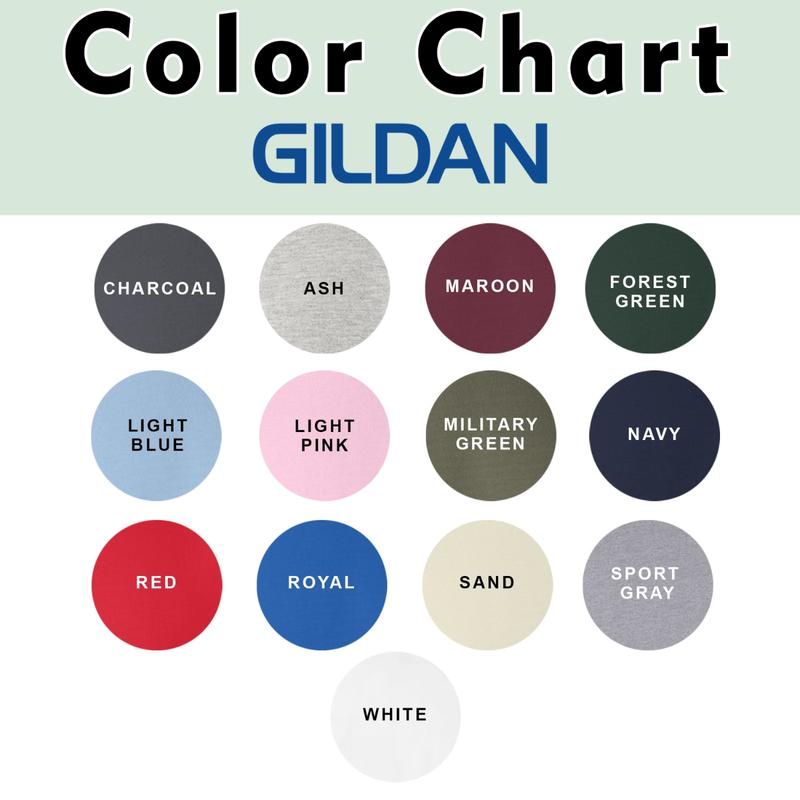 Color Chart
GILDAN
CHARCOAL
ASH
MAROON
FOREST
GREEN
LIGHT
BLUE
LIGHT
PINK
MILITARY
GREEN
NAVY
RED
ROYAL
SAND
SPORT
GRAY
WHITE